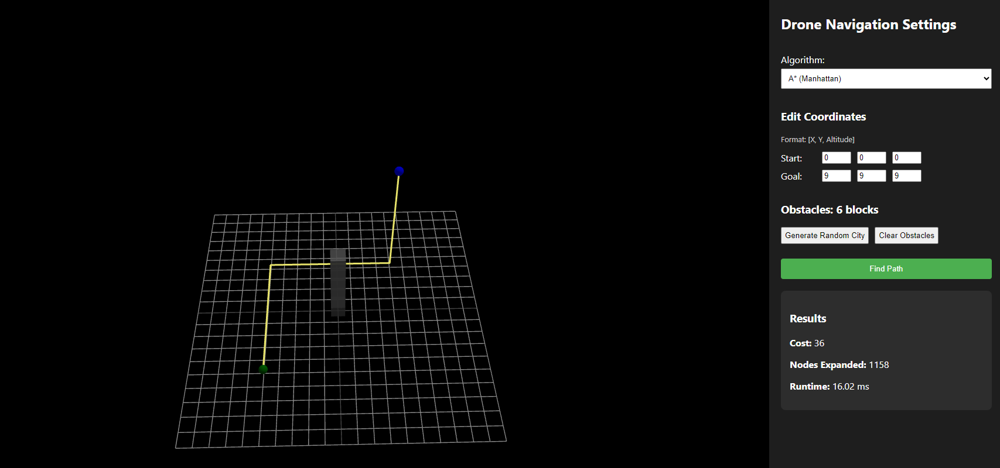 Drone Navigation Settings
Algorithm:
A* (Manhattan)
Edit Coordinates
Format: [X, Y, Altitude]
Start: 0 0 0
Goal: 9 9 9
Obstacles: 6 blocks
Generate Random City Clear Obstacles
Find Path
Results
Cost: 36
Nodes Expanded: 1158
Runtime: 16.02 ms